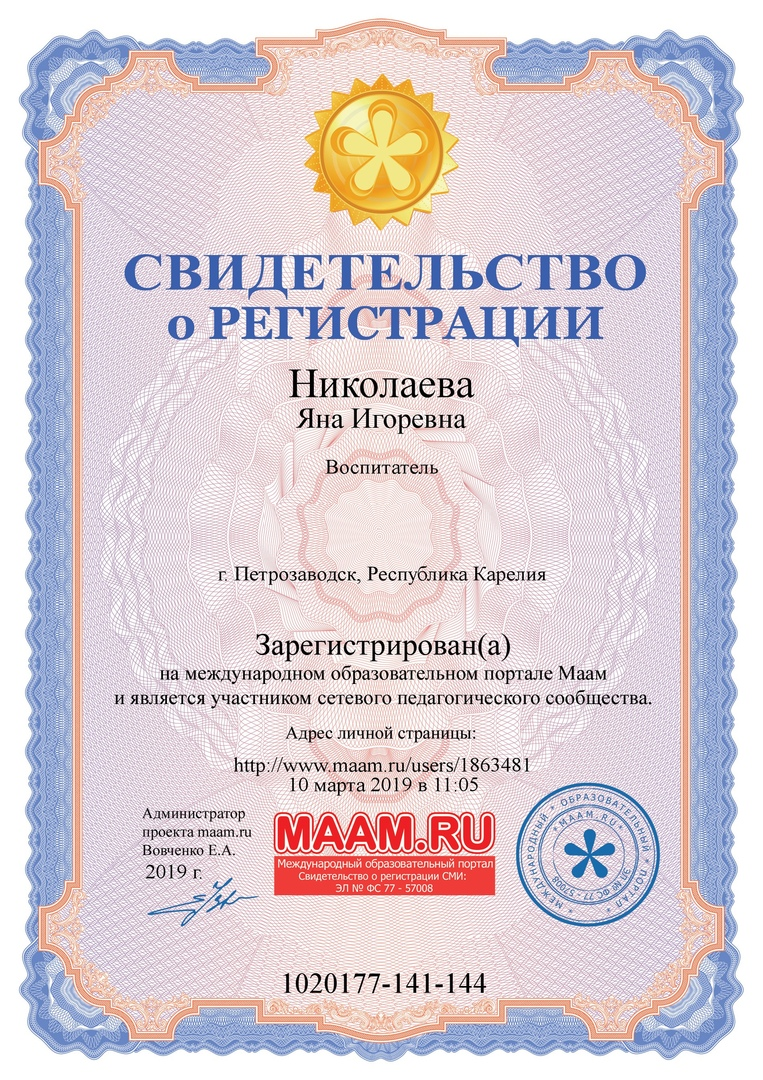 СВИДЕТЕЛЬСТВО
о РЕГИСТРАЦИИ
Николаева
Яна Игоревна
Воспитатель
г. Петрозаводск, Республика Карелия
Зарегистрирован(а)
на международном образовательном портале Маам
и является участником сетевого педагогического сообщества.
Адрес личной страницы:
http://www.maam.ru/users/1863481
10 марта 2019 в 11:05
Администратор
проекта maam.ru
Вовченко Е.А.
2019 г.
MAAM.RU
Международный образовательный портал
Свидетельство о регистрации СМИ:
ЭЛ № ФС 77 - 57008
* МЕЖДУНАРОДНЫЙ * ОБРАЗОВАТЕЛЬНЫЙ * ПОРТАЛ *
* MAAM.RU *
ЭЛ № ФС 77 - 57008
1020177-141-144